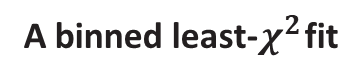 A binned least-χ² fit